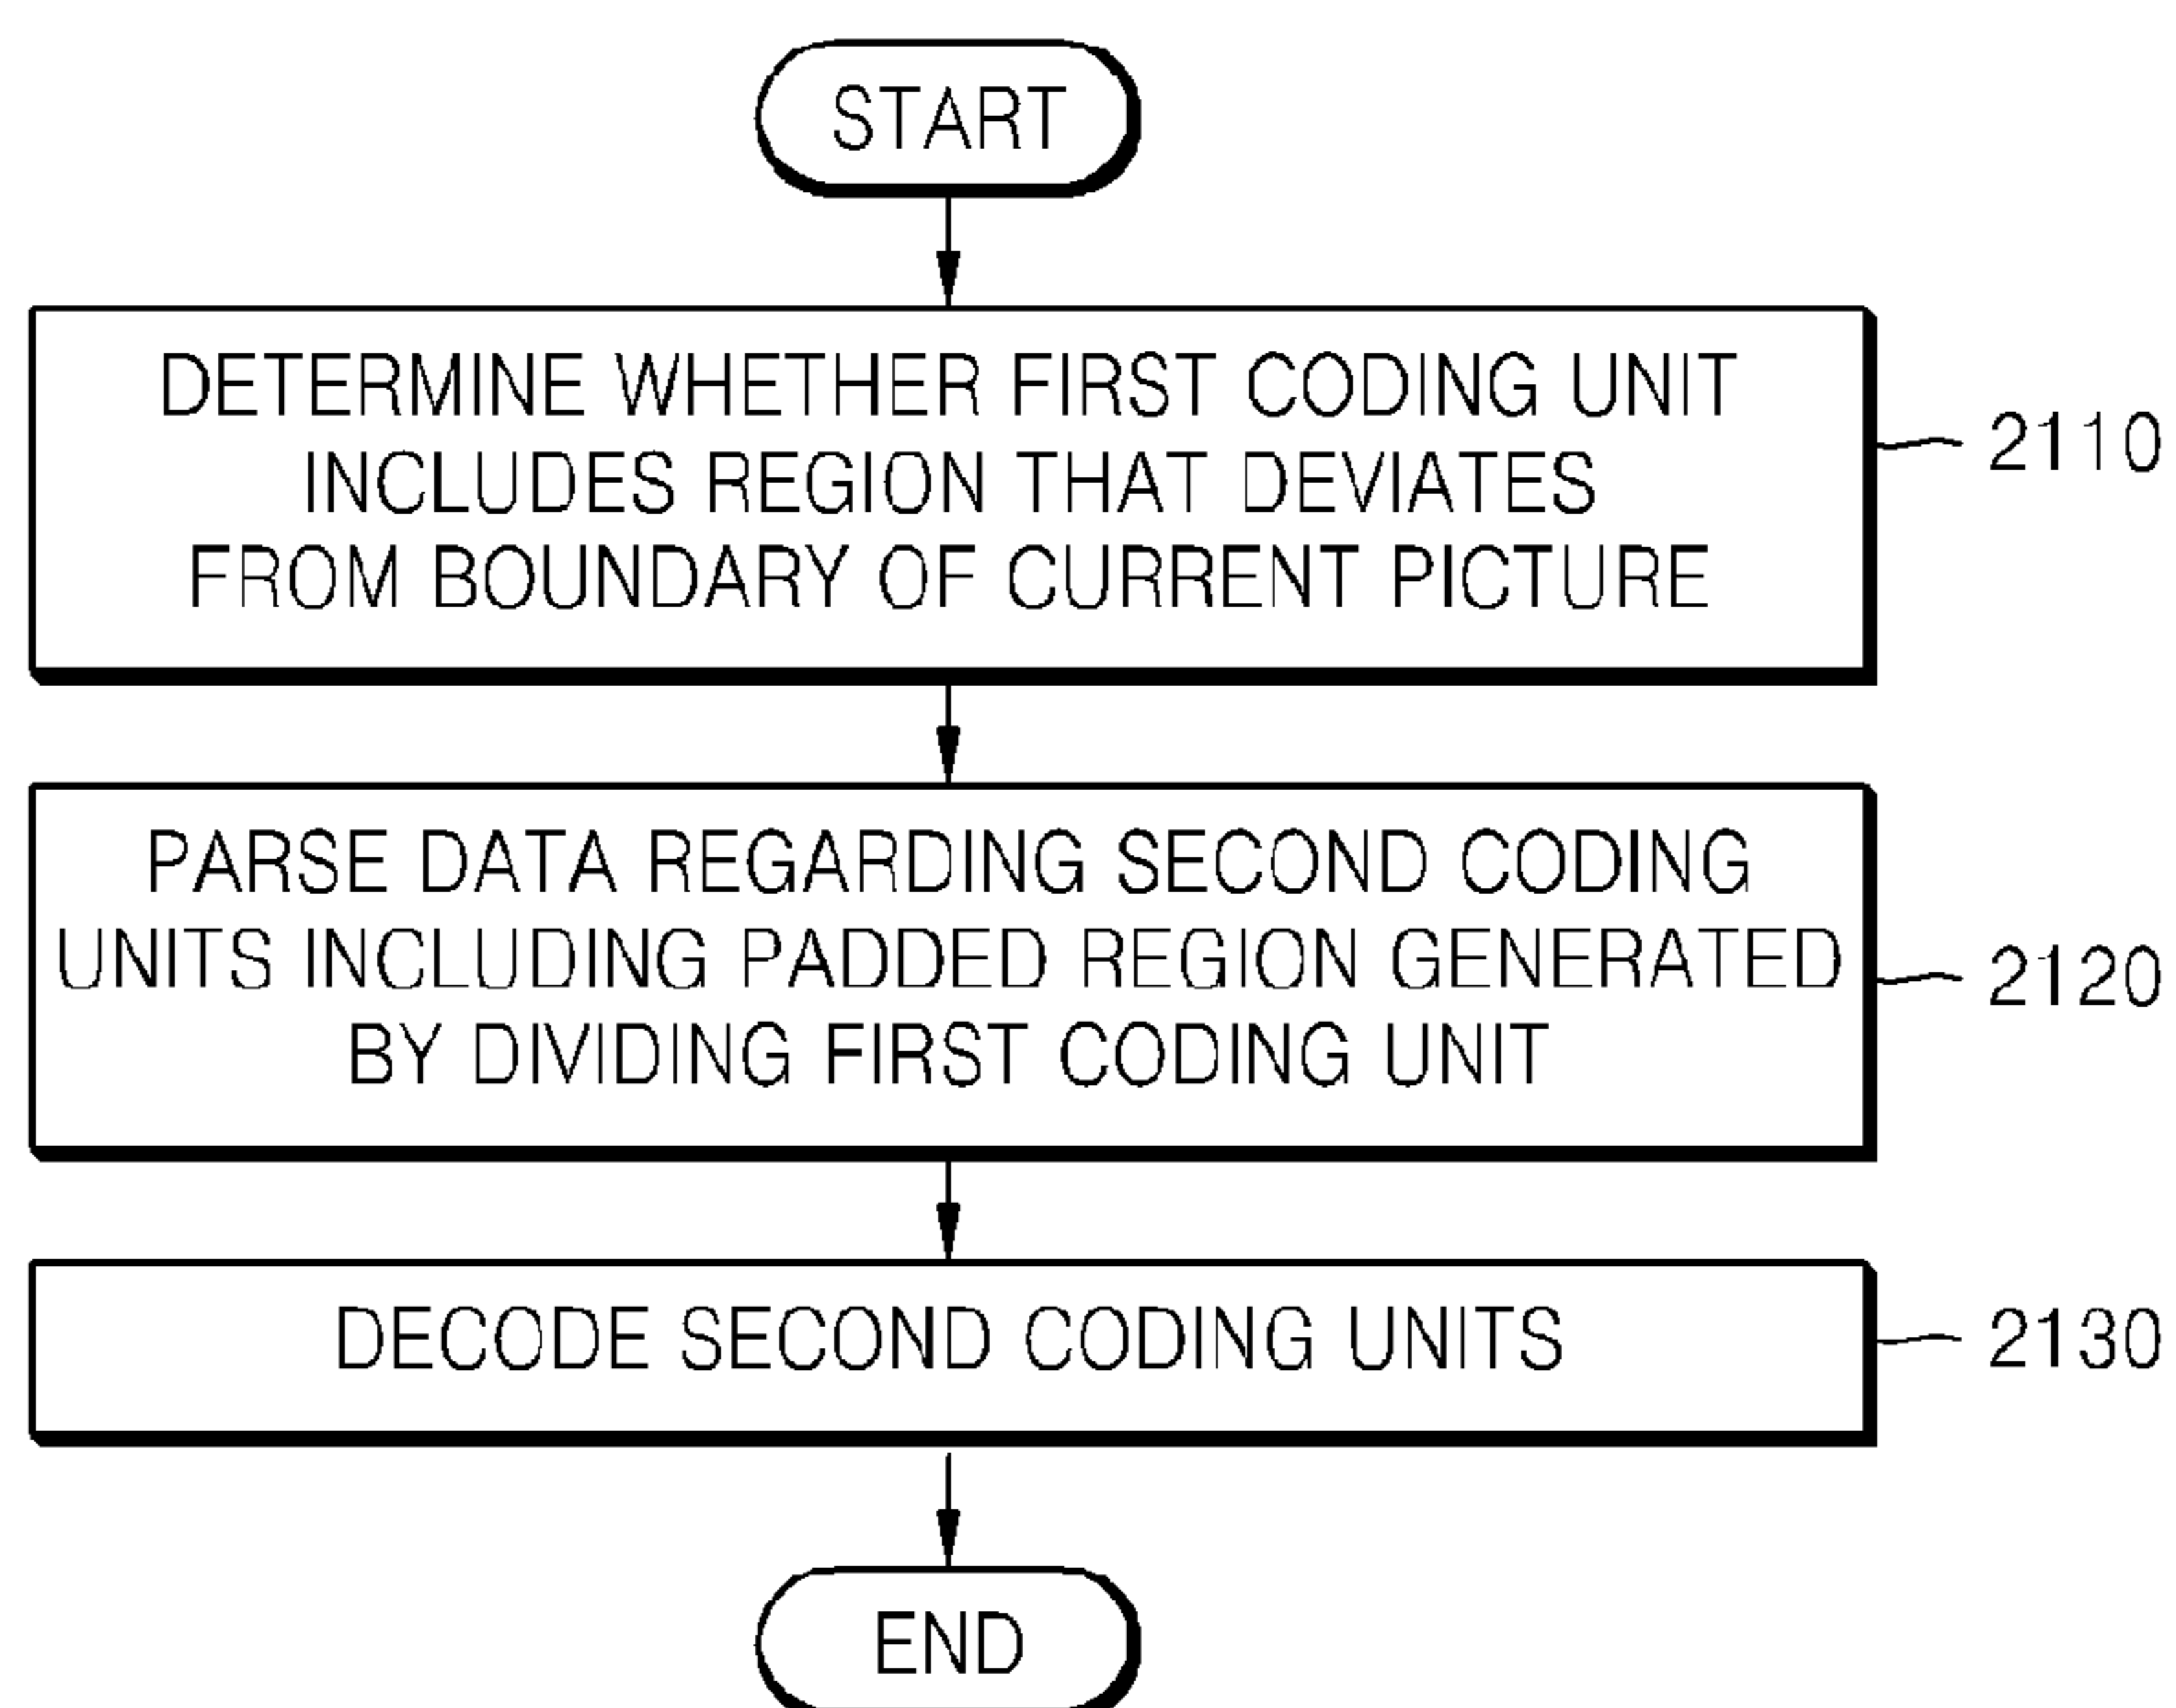 START
DETERMINE WHETHER FIRST CODING UNIT
INCLUDES REGION THAT DEVIATES
FROM BOUNDARY OF CURRENT PICTURE
2110
PARSE DATA REGARDING SECOND CODING
UNITS INCLUDING PADDED REGION GENERATED
BY DIVIDING FIRST CODING UNIT
2120
DECODE SECOND CODING UNITS
2130
END